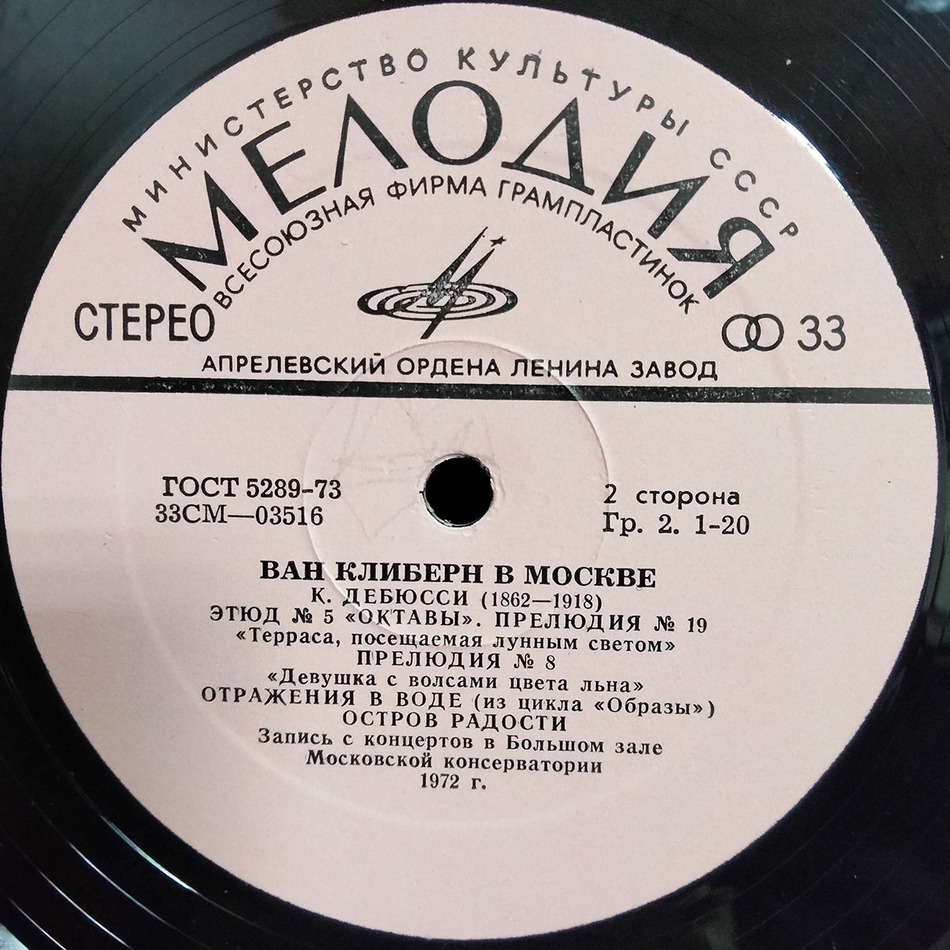 МИНИСТЕРСТВО КУЛЬТУРЫ СССР
МЕЛОДИЯ
ВСЕСОЮЗНАЯ ФИРМА ГРАМПЛАСТИНОК
СТЕРЕО
33
АПРЕЛЕВСКИЙ ОРДЕНА ЛЕНИНА ЗАВОД
ГОСТ 5289-73
2 сторона
33СМ—03516
Гр. 2. 1-20
ВАН КЛИБЕРН В МОСКВЕ
К. ДЕБЮССИ (1862—1918)
ЭТЮД № 5 «ОКТАВЫ». ПРЕЛЮДИЯ № 19
«Терраса, посещаемая лунным светом»
ПРЕЛЮДИЯ № 8
«Девушка с волсами цвета льна»
ОТРАЖЕНИЯ В ВОДЕ (из цикла «Образы»)
ОСТРОВ РАДОСТИ
Запись с концертов в Большом зале
Московской консерватории
1972 г.